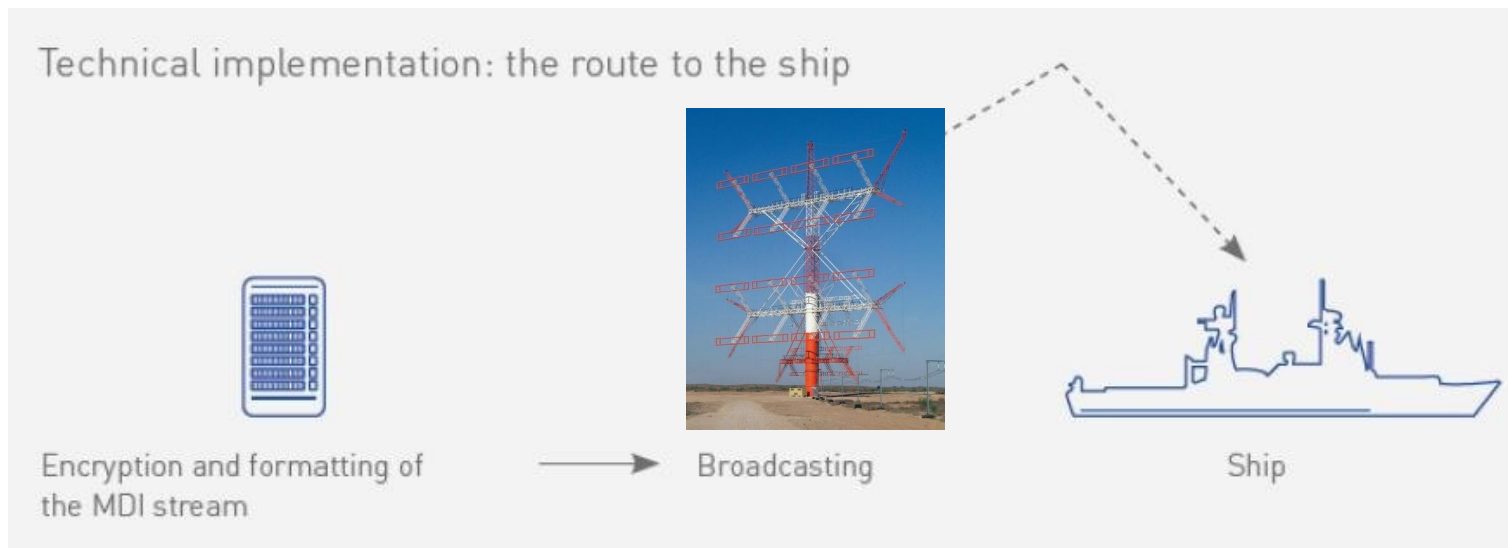 Technical implementation: the route to the ship
Encryption and formatting of
the MDI stream
Broadcasting
Ship